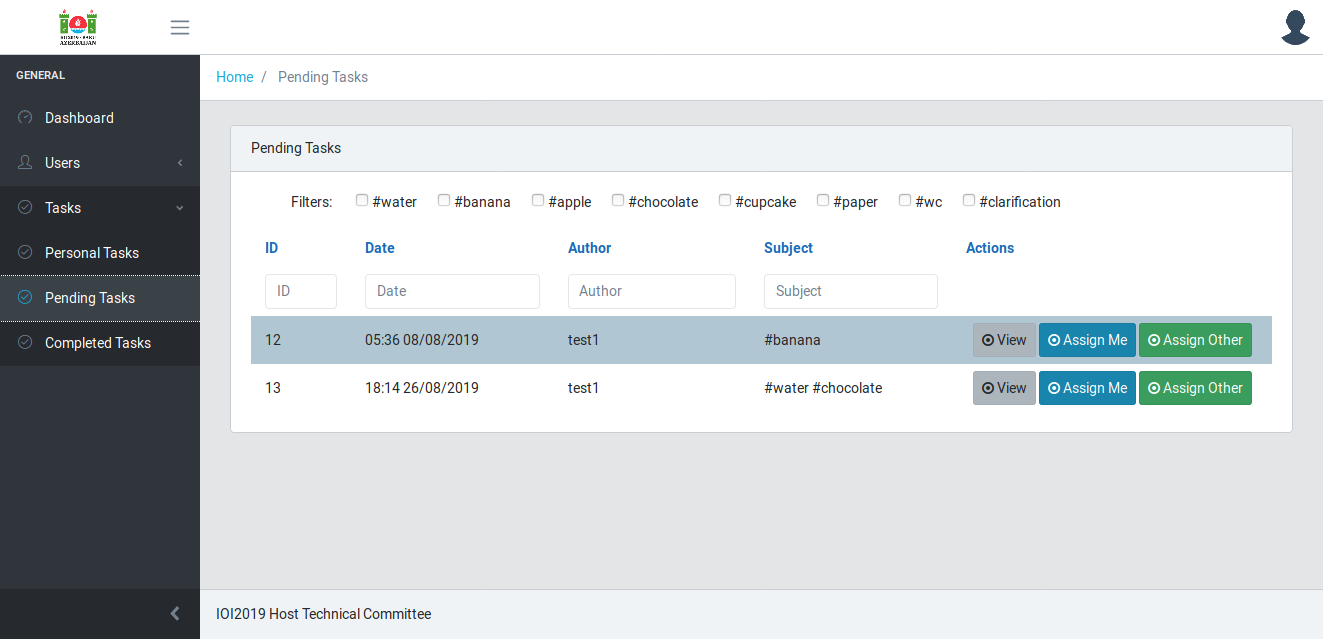 IOI2019 - BAKU
AZERBAIJAN
GENERAL
Dashboard
Users
Tasks
Personal Tasks
Pending Tasks
Completed Tasks
Home / Pending Tasks
Pending Tasks
Filters: #water #banana #apple #chocolate #cupcake #paper #wc #clarification
ID Date Author Subject Actions
ID Date Author Subject
12 05:36 08/08/2019 test1 #banana View Assign Me Assign Other
13 18:14 26/08/2019 test1 #water #chocolate View Assign Me Assign Other
IOI2019 Host Technical Committee